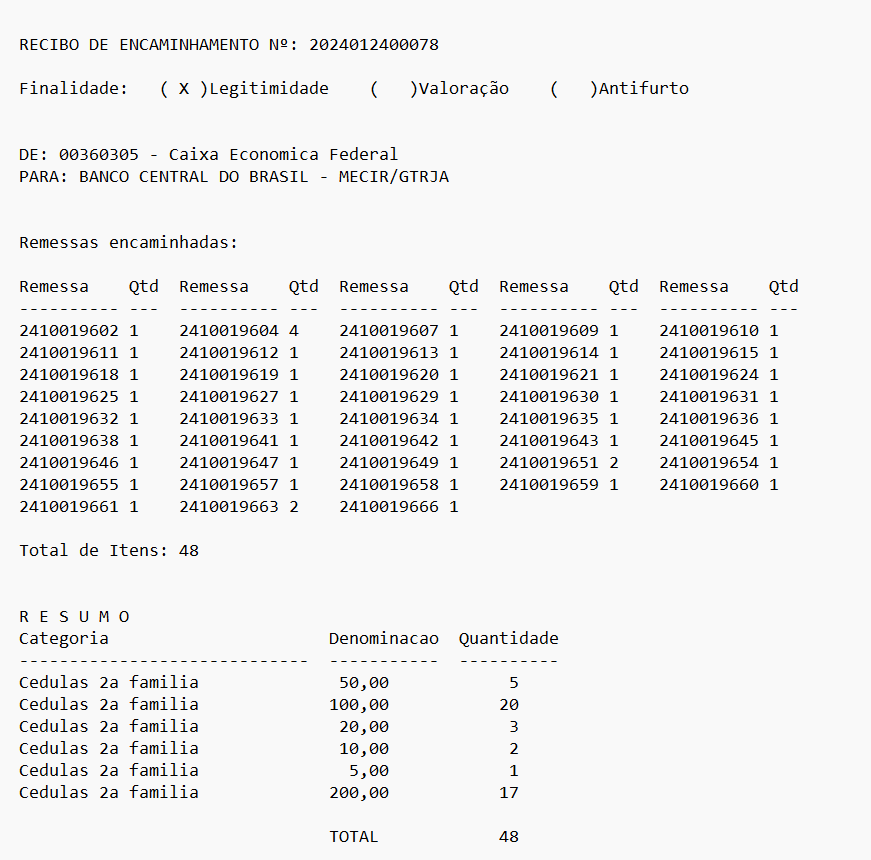 RECIBO DE ENCAMINHAMENTO Nº: 2024012400078
Finalidade:   ( X )Legitimidade    (   )Valoração    (   )Antifurto
DE: 00360305 - Caixa Economica Federal
PARA: BANCO CENTRAL DO BRASIL - MECIR/GTRJA
Remessas encaminhadas:
Remessa    Qtd  Remessa    Qtd  Remessa    Qtd  Remessa    Qtd  Remessa    Qtd
---------- ---  ---------- ---  ---------- ---  ---------- ---  ---------- ---
2410019602 1    2410019604 4    2410019607 1    2410019609 1    2410019610 1
2410019611 1    2410019612 1    2410019613 1    2410019614 1    2410019615 1
2410019618 1    2410019619 1    2410019620 1    2410019621 1    2410019624 1
2410019625 1    2410019627 1    2410019629 1    2410019630 1    2410019631 1
2410019632 1    2410019633 1    2410019634 1    2410019635 1    2410019636 1
2410019638 1    2410019641 1    2410019642 1    2410019643 1    2410019645 1
2410019646 1    2410019647 1    2410019649 1    2410019651 2    2410019654 1
2410019655 1    2410019657 1    2410019658 1    2410019659 1    2410019660 1
2410019661 1    2410019663 2    2410019666 1
Total de Itens: 48
R E S U M O
Categoria                      Denominacao  Quantidade
-----------------------------  -----------  ----------
Cedulas 2a familia              50,00            5
Cedulas 2a familia             100,00           20
Cedulas 2a familia              20,00            3
Cedulas 2a familia              10,00            2
Cedulas 2a familia               5,00            1
Cedulas 2a familia             200,00           17
TOTAL            48